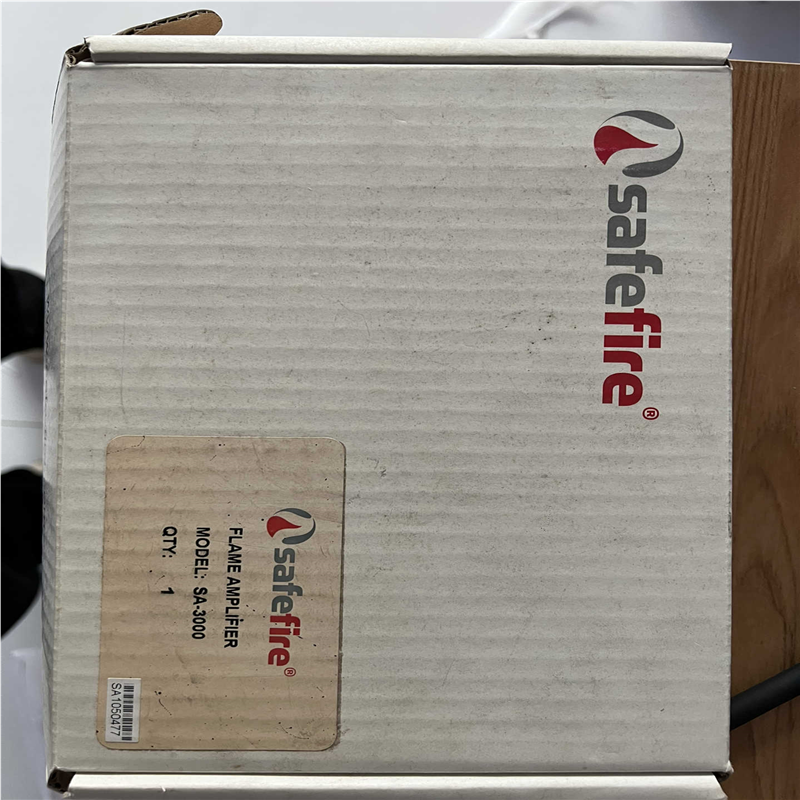 safefire®
safefire®
FLAME AMPLIFIER
MODEL: SA-3000
QTY: 1
SA1050477